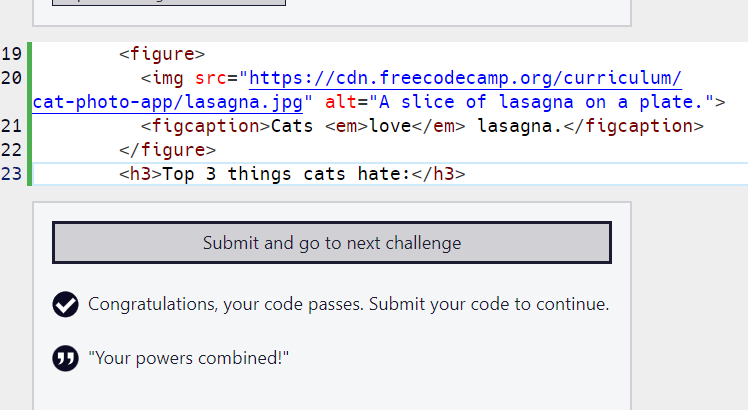 19 <figure>
20 <img src="https://cdn.freecodecamp.org/curriculum/
cat-photo-app/lasagna.jpg" alt="A slice of lasagna on a plate.">
21 <figcaption>Cats <em>love</em> lasagna.</figcaption>
22 </figure>
23 <h3>Top 3 things cats hate:</h3>
Submit and go to next challenge
Congratulations, your code passes. Submit your code to continue.
"Your powers combined!"